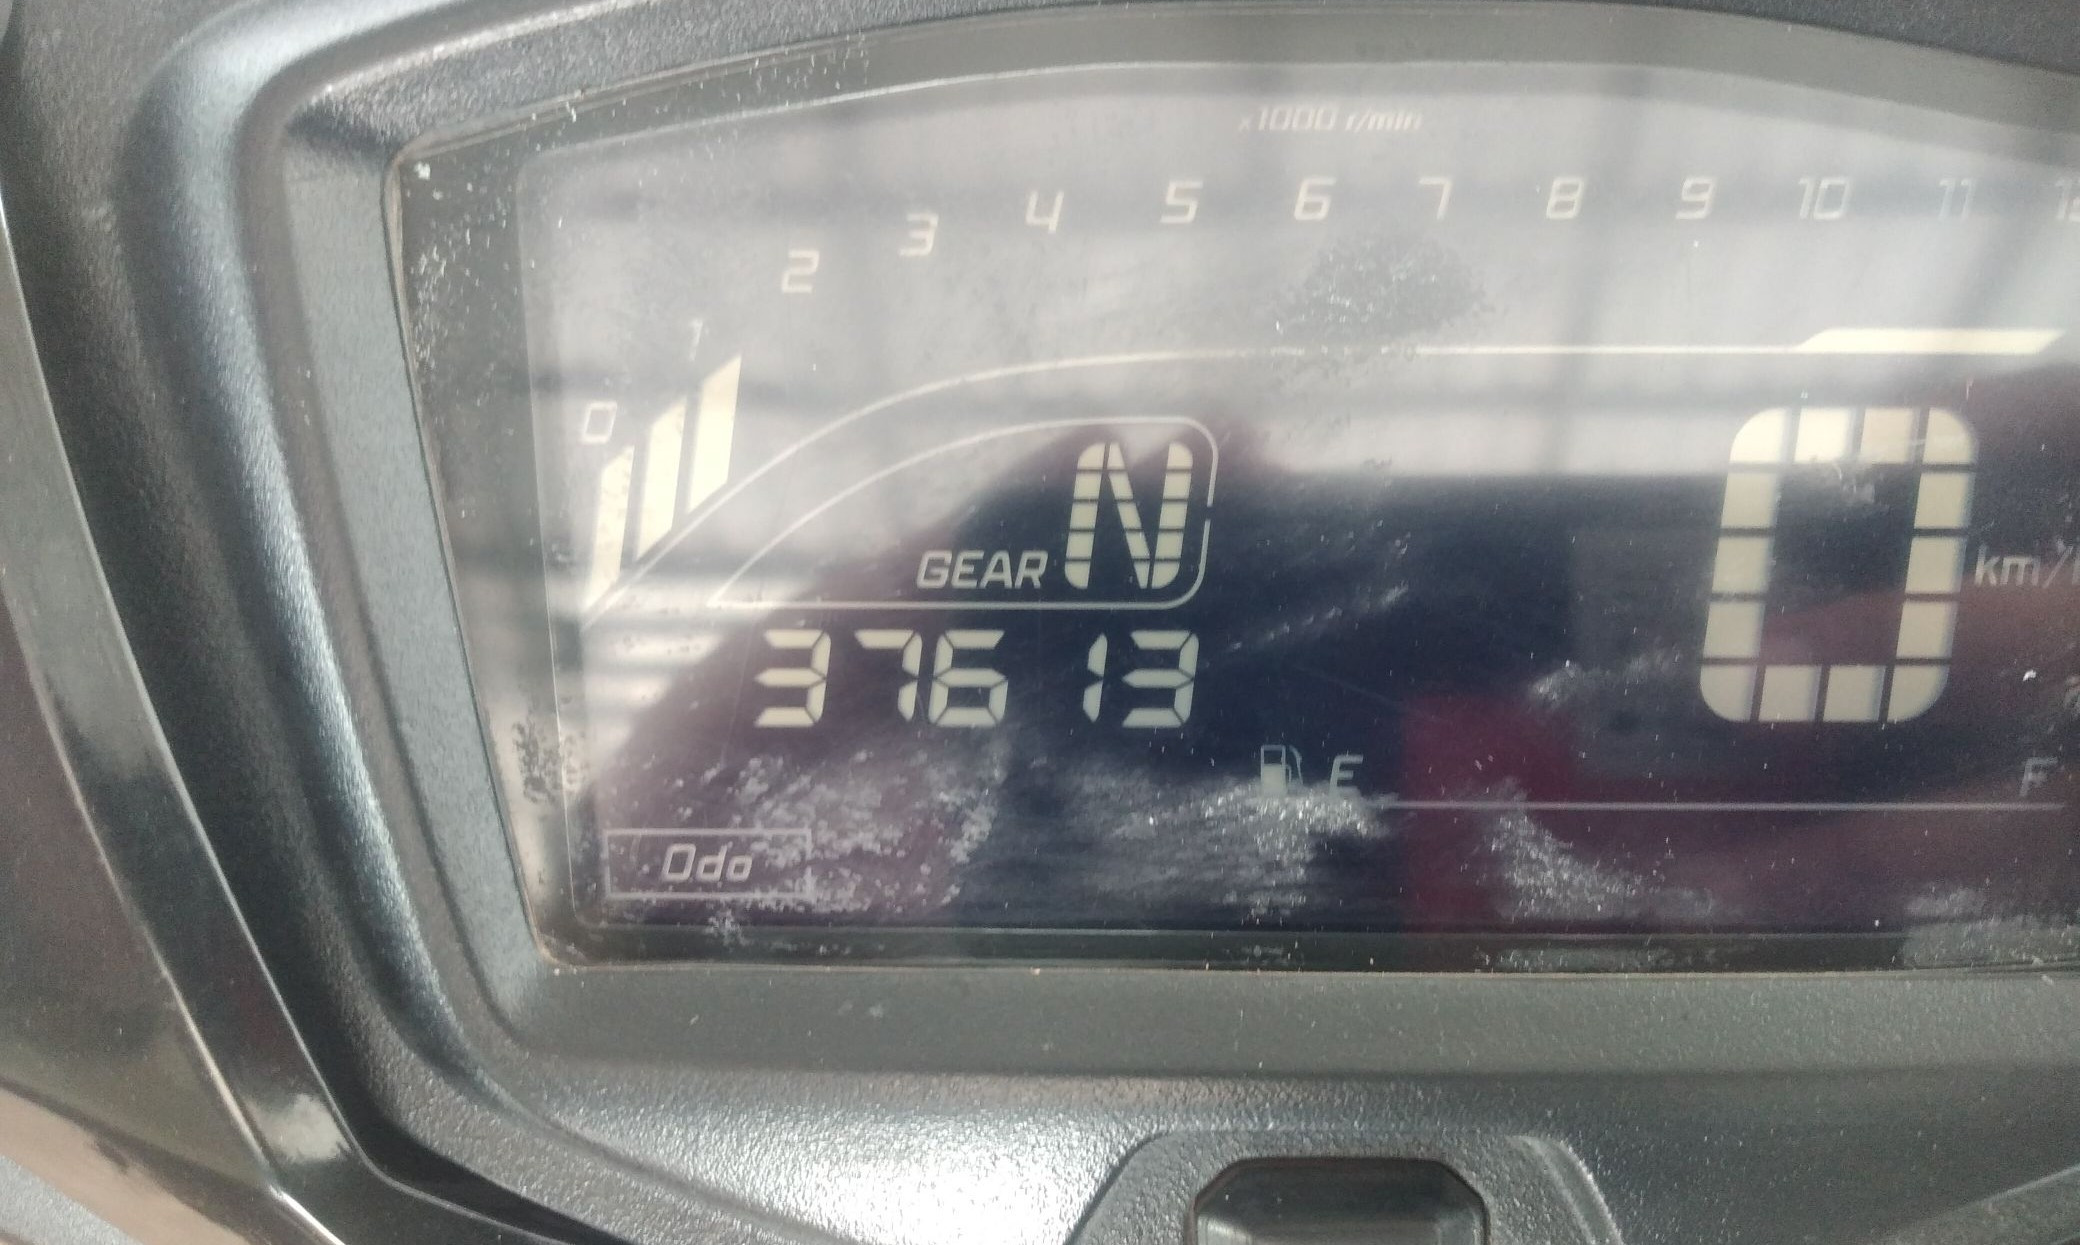 x1000 r/min
0 1 2 3 4 5 6 7 8 9 10 11
GEAR N
0 km/
37613
E F
Odo